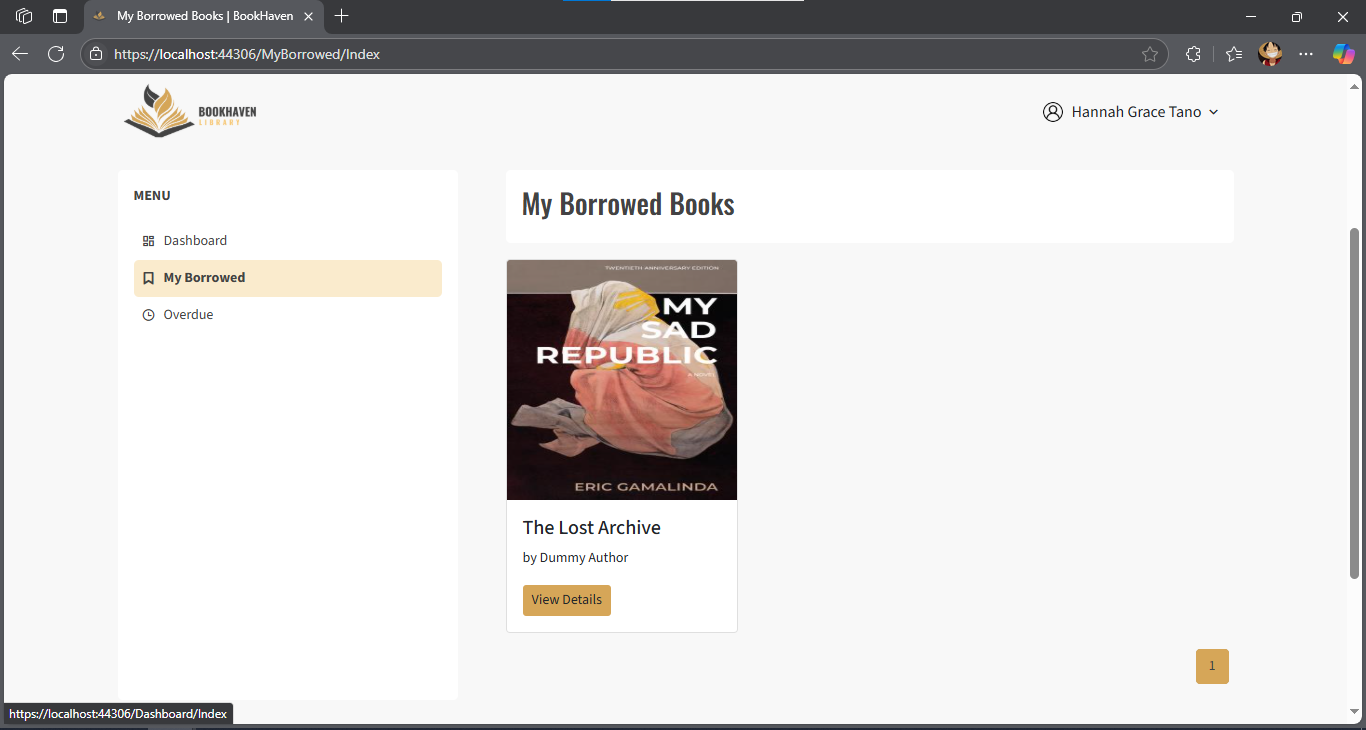 My Borrowed Books | BookHaven
https://localhost:44306/MyBorrowed/Index
BOOKHAVEN
LIBRARY
Hannah Grace Tano
MENU
Dashboard
My Borrowed
Overdue
My Borrowed Books
TWENTIETH ANNIVERSARY EDITION
MY
SAD
REPUBLIC
A NOVEL
ERIC GAMALINDA
The Lost Archive
by Dummy Author
View Details
1
https://localhost:44306/Dashboard/Index